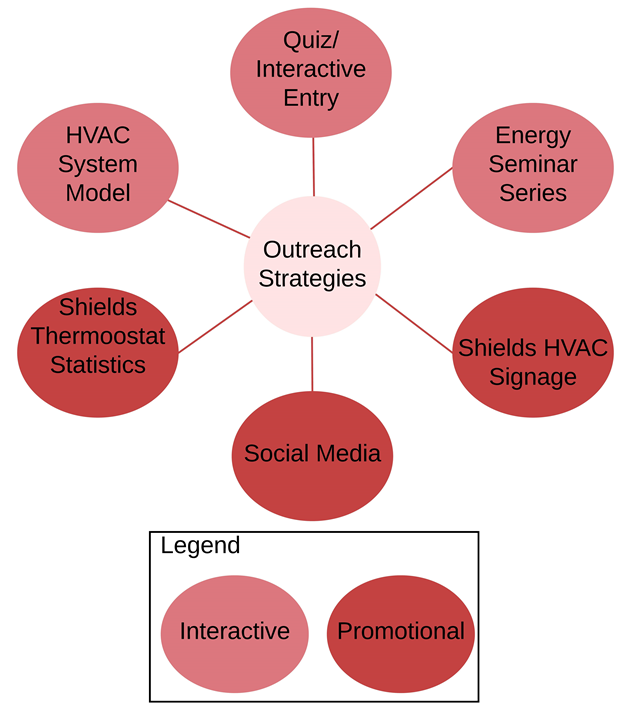 Quiz/
Interactive
Entry
HVAC
System
Model
Energy
Seminar
Series
Outreach
Strategies
Shields
Thermoostat
Statistics
Shields HVAC
Signage
Social Media
Legend
Interactive
Promotional